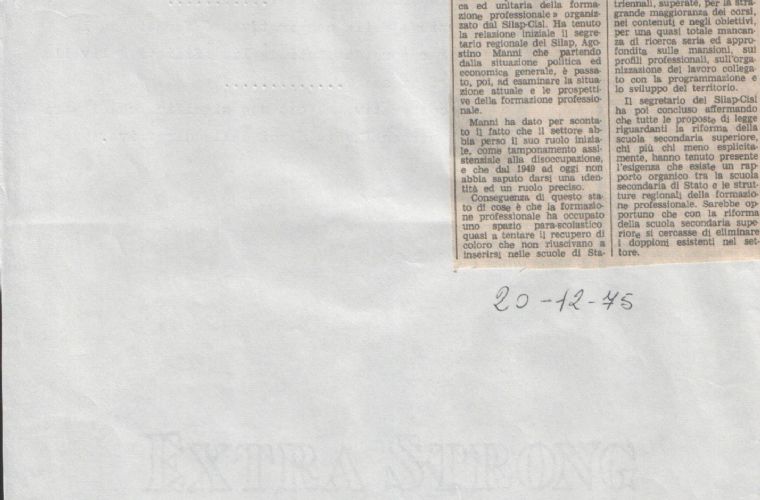 ca ed unitaria della forma-
zione professionale» organiz-
zato dal Silap-Cisl. Ha tenuto
la relazione iniziale il segre-
tario regionale del Silap, Ago-
stino Manni che partendo
dalla situazione politica ed
economica generale, è passa-
to, poi, ad esaminare la situa-
zione attuale e le prospetti-
ve della formazione professio-
nale.
Manni ha dato per sconta-
to il fatto che il settore ab-
bia perso il suo ruolo inizia-
le, come tamponamento assi-
stenziale alla disoccupazione,
e che dal 1949 ad oggi non
abbia saputo darsi una iden-
tità ed un ruolo preciso.
Conseguenza di questo sta-
to di cose è che la formazio-
ne professionale ha occupato
uno spazio para-scolastico
quasi a tentare il recupero di
coloro che non riuscivano a
inserirsi nelle scuole di Sta-
triennali, superate, per la stra-
grande maggioranza dei corsi,
nei contenuti e negli obiettivi,
per una quasi totale mancan-
za di ricerca seria ed appro-
fondita sulle mansioni, sui
profili professionali, sull'orga-
nizzazione del lavoro collega-
to con la programmazione e
lo sviluppo del territorio.
Il segretario del Silap-Cisl
ha poi concluso affermando
che tutte le proposte di legge
riguardanti la riforma della
scuola secondaria superiore,
chi più chi meno esplicita-
mente, hanno tenuto presente
l'esigenza che esiste un rap-
porto organico tra la scuola
secondaria di Stato e le strut-
ture regionali della formazio-
ne professionale. Sarebbe op-
portuno che con la riforma
della scuola secondaria supe-
riore si cercasse di eliminare
i doppioni esistenti nel set-
tore.
20-12-75
EXTRA STRONG